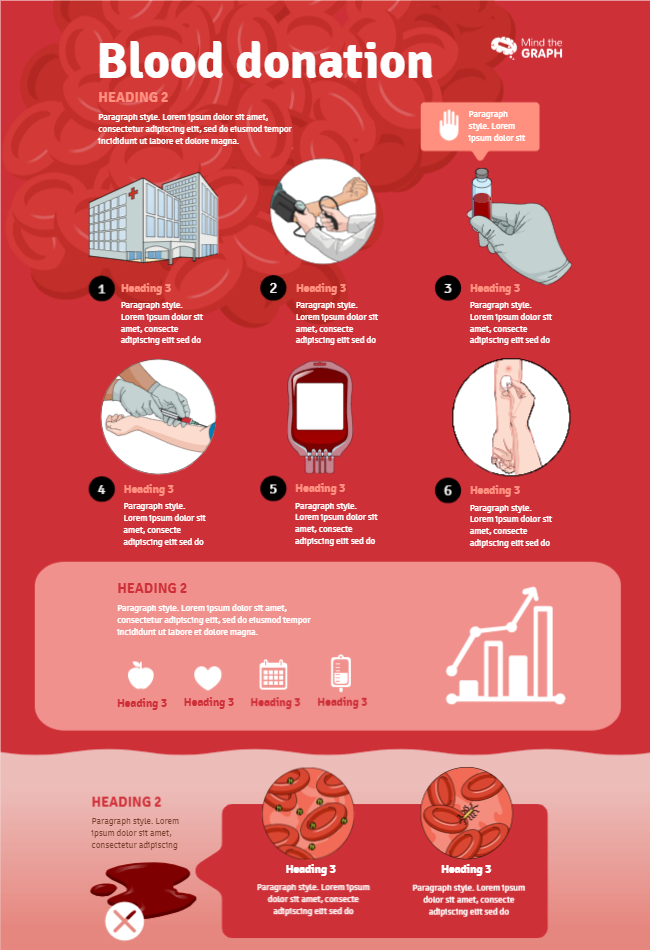 Blood donation
Mind the
GRAPH
HEADING 2
Paragraph style. Lorem ipsum dolor sit amet,
consectetur adipiscing elit, sed do eiusmod tempor
incididunt ut labore et dolore magna.
Paragraph
style. Lorem
ipsum dolor sit
1
Heading 3
Paragraph style.
Lorem ipsum dolor sit
amet, consecte
adipiscing elit sed do
2
Heading 3
Paragraph style.
Lorem ipsum dolor sit
amet, consecte
adipiscing elit sed do
3
Heading 3
Paragraph style.
Lorem ipsum dolor sit
amet, consecte
adipiscing elit sed do
4
Heading 3
Paragraph style.
Lorem ipsum dolor sit
amet, consecte
adipiscing elit sed do
5
Heading 3
Paragraph style.
Lorem ipsum dolor sit
amet, consecte
adipiscing elit sed do
6
Heading 3
Paragraph style.
Lorem ipsum dolor sit
amet, consecte
adipiscing elit sed do
HEADING 2
Paragraph style. Lorem ipsum dolor sit amet,
consectetur adipiscing elit, sed do eiusmod tempor
incididunt ut labore et dolore magna.
Heading 3
Heading 3
Heading 3
Heading 3
HEADING 2
Paragraph style. Lorem
ipsum dolor sit amet,
consectetur adipiscing
Heading 3
Paragraph style. Lorem ipsum
dolor sit amet, consecte
adipiscing elit sed do
Heading 3
Paragraph style. Lorem ipsum
dolor sit amet, consecte
adipiscing elit sed do